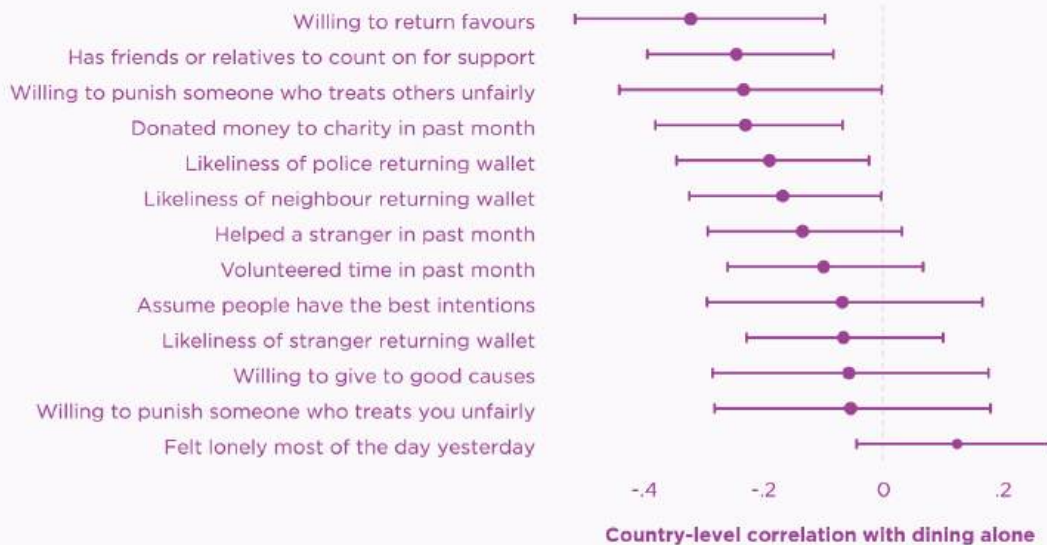 Willing to return favours
Has friends or relatives to count on for support
Willing to punish someone who treats others unfairly
Donated money to charity in past month
Likeliness of police returning wallet
Likeliness of neighbour returning wallet
Helped a stranger in past month
Volunteered time in past month
Assume people have the best intentions
Likeliness of stranger returning wallet
Willing to give to good causes
Willing to punish someone who treats you unfairly
Felt lonely most of the day yesterday
-.4 -.2 0 .2
Country-level correlation with dining alone